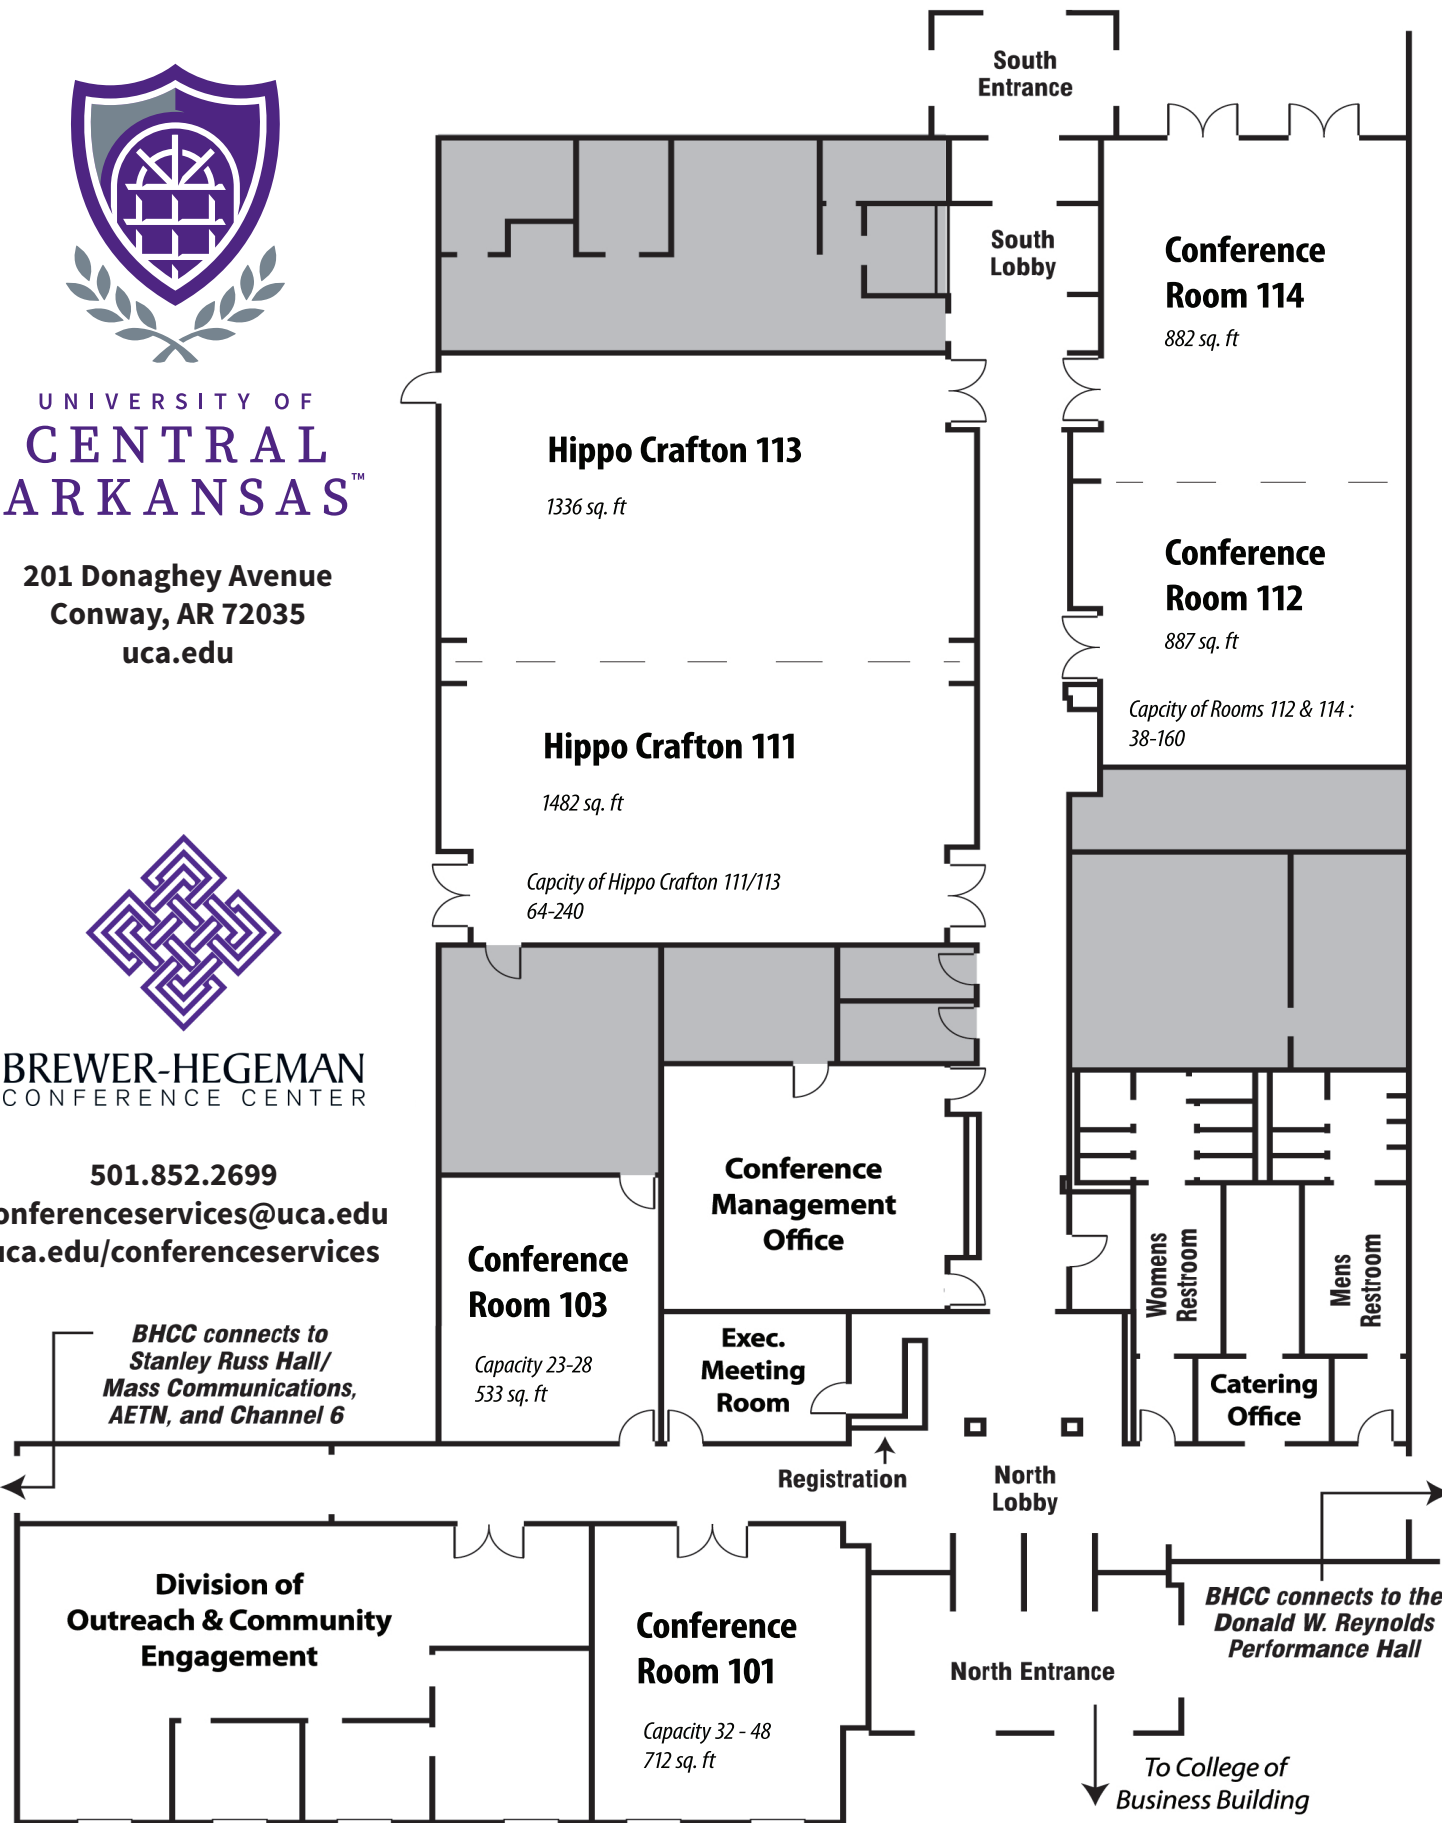 UNIVERSITY OF
CENTRAL
ARKANSAS™
201 Donaghey Avenue
Conway, AR 72035
uca.edu
BREWER-HEGEMAN
CONFERENCE CENTER
501.852.2699
onferenceservices@uca.edu
uca.edu/conferenceservices
South
Entrance
South
Lobby
Conference
Room 114
882 sq. ft
Hippo Crafton 113
1336 sq. ft
Conference
Room 112
887 sq. ft
Capcity of Rooms 112 & 114 :
38-160
Hippo Crafton 111
1482 sq. ft
Capcity of Hippo Crafton 111/113
64-240
Conference
Management
Office
Conference
Room 103
Capacity 23-28
533 sq. ft
Exec.
Meeting
Room
Womens
Restroom
Mens
Restroom
Catering
Office
BHCC connects to
Stanley Russ Hall/
Mass Communications,
AETN, and Channel 6
Registration
North
Lobby
Division of
Outreach & Community
Engagement
Conference
Room 101
Capacity 32 - 48
712 sq. ft
North Entrance
BHCC connects to the
Donald W. Reynolds
Performance Hall
To College of
Business Building